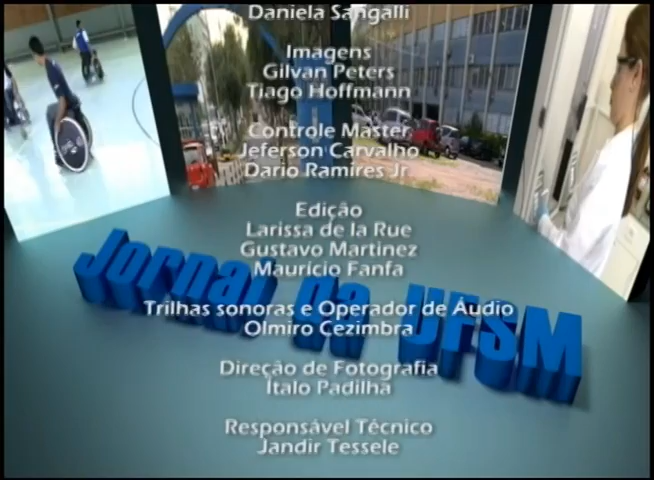 Daniela Sangalli
Imagens
Gilvan Peters
Tiago Hoffmann
Controle Master
Jeferson Carvalho
Dario Ramires Jr.
Edição
Larissa de la Rue
Gustavo Martinez
Maurício Fanfa
Jornal da UFSM
Trilhas sonoras e Operador de Áudio
Olmiro Cezimbra
Direção de Fotografia
Ítalo Padilha
Responsável Técnico
Jandir Tessele